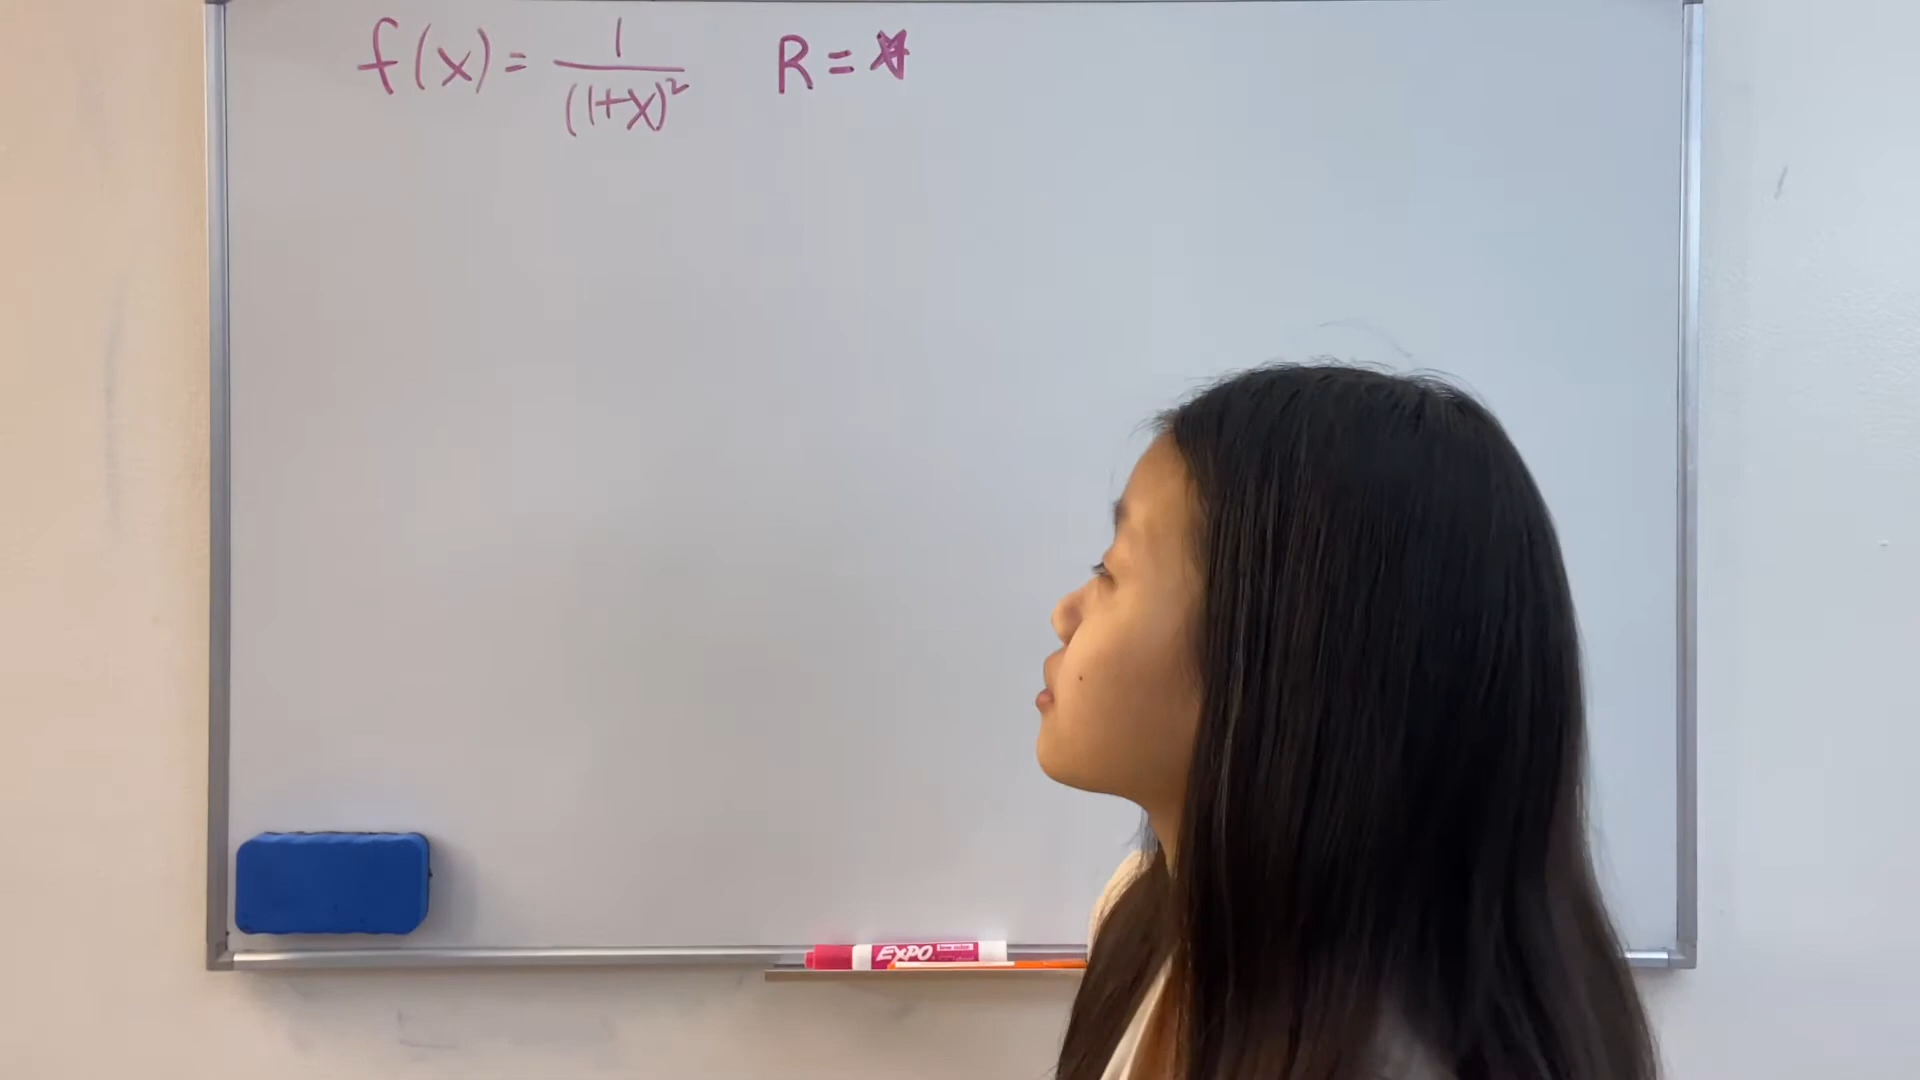 f(x) = 1/(1+x)² R = *
EXPO